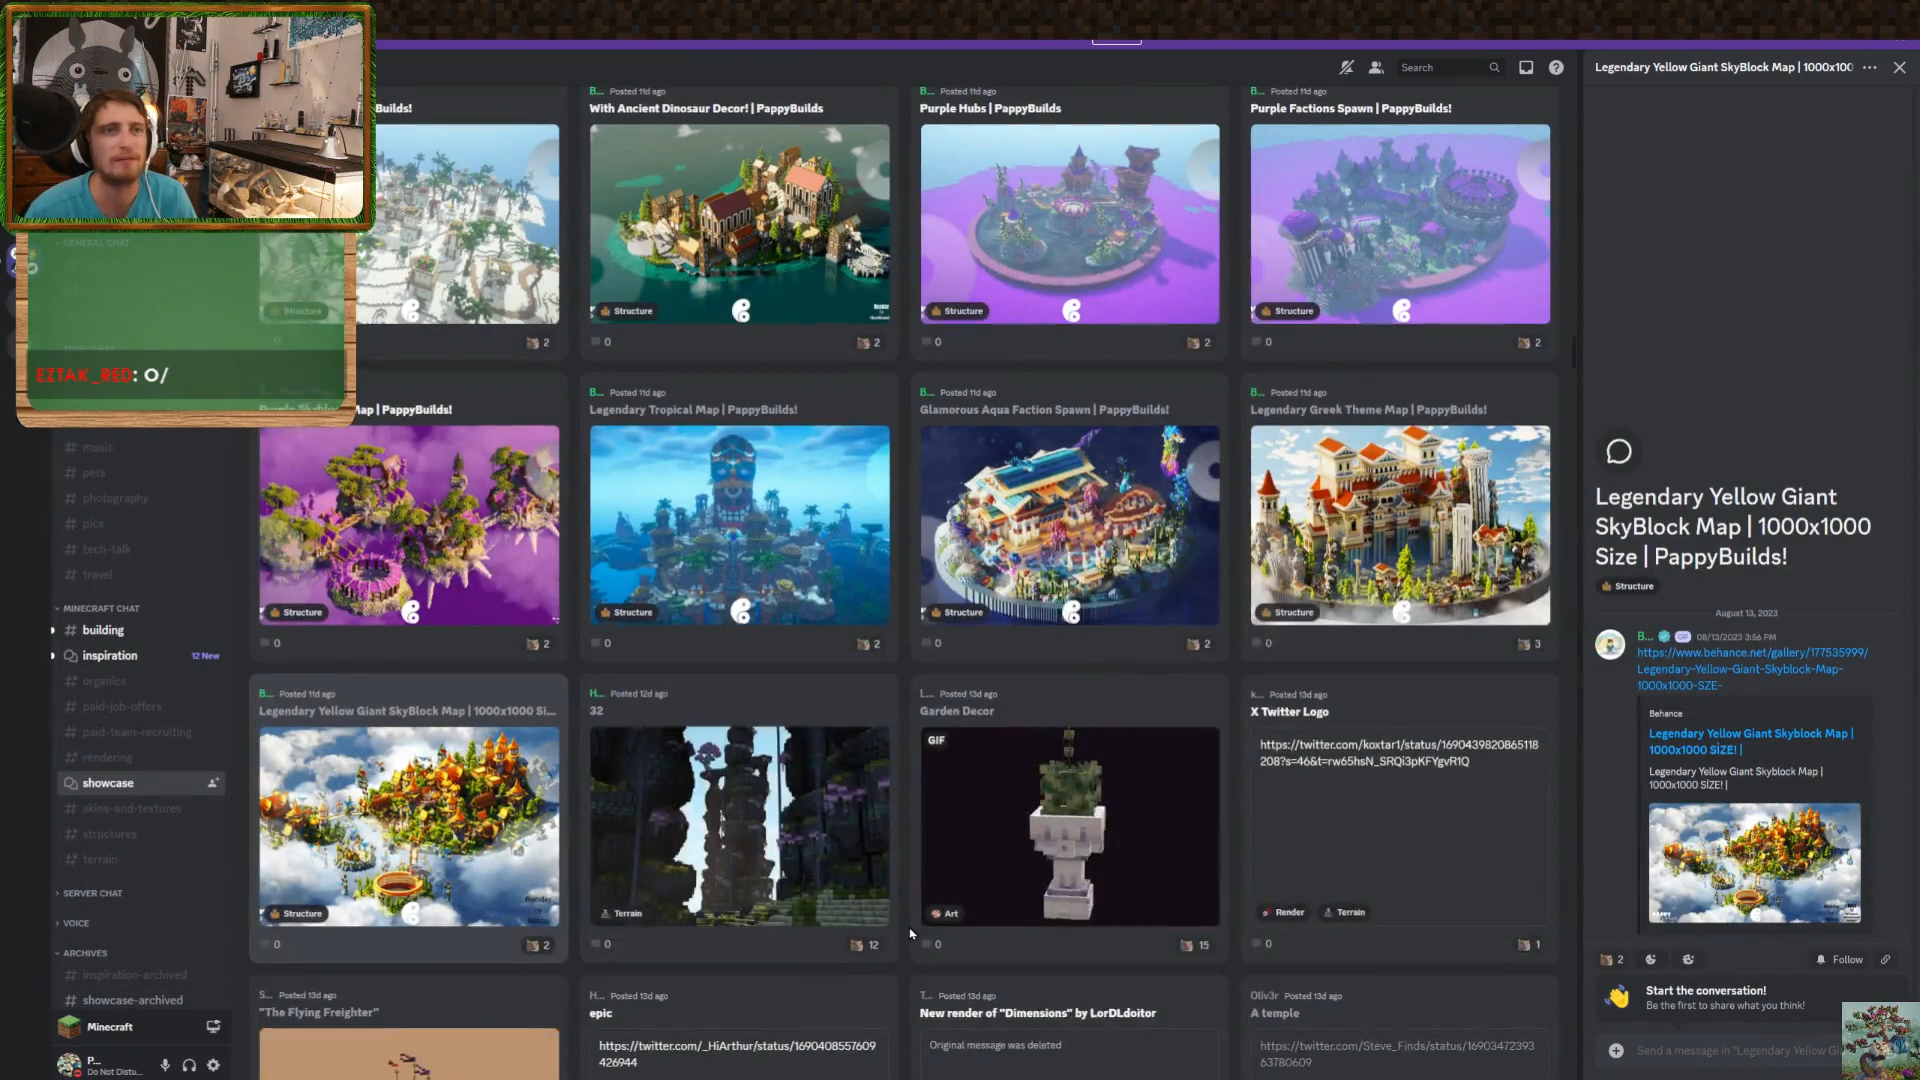 Search
Legendary Yellow Giant SkyBlock Map | 1000x100
B... Posted 11d ago
With Ancient Dinosaur Decor! | PappyBuilds
B... Posted 11d ago
Purple Hubs | PappyBuilds
B... Posted 11d ago
Purple Factions Spawn | PappyBuilds!
Builds!
GENERAL CHAT
Structure
Structure
Structure
Structure
2
0
2
0
2
0
2
EZTAK_RED: O/
Map | PappyBuilds!
B... Posted 11d ago
Legendary Tropical Map | PappyBuilds!
B... Posted 11d ago
Glamorous Aqua Faction Spawn | PappyBuilds!
B... Posted 11d ago
Legendary Greek Theme Map | PappyBuilds!
Structure
Structure
Structure
Structure
0
2
0
2
0
2
0
3
music
pets
photography
pics
tech-talk
travel
MINECRAFT CHAT
building
inspiration
12 New
organics
paid-job-offers
paid-team-recruiting
rendering
showcase
skins-and-textures
structures
terrain
SERVER CHAT
VOICE
ARCHIVES
inspiration-archived
showcase-archived
Minecraft
P...
Do Not Distu...
B... Posted 11d ago
Legendary Yellow Giant SkyBlock Map | 1000x1000 Si...
Structure
0
2
H... Posted 12d ago
32
Terrain
0
12
L... Posted 13d ago
Garden Decor
GIF
Art
0
15
k... Posted 13d ago
X Twitter Logo
https://twitter.com/koxtar1/status/1690439820865118
208?s=46&t=rw65hsN_SRQi3pKFYgvR1Q
Render
Terrain
0
1
S... Posted 13d ago
"The Flying Freighter"
H... Posted 13d ago
epic
https://twitter.com/_HiArthur/status/1690408557609
426944
T... Posted 13d ago
New render of "Dimensions" by LorDLdoitor
Original message was deleted
Oliv3r Posted 13d ago
A temple
https://twitter.com/Steve_Finds/status/16903472393
63780609
Legendary Yellow Giant
SkyBlock Map | 1000x1000
Size | PappyBuilds!
Structure
August 13, 2023
B... OP 08/13/2023 3:56 PM
https://www.behance.net/gallery/177535999/
Legendary-Yellow-Giant-Skyblock-Map-
1000x1000-SZE-
Behance
Legendary Yellow Giant Skyblock Map |
1000x1000 SİZE! |
Legendary Yellow Giant Skyblock Map |
1000x1000 SİZE! |
2
Follow
Start the conversation!
Be the first to share what you think!
Send a message in "Legendary Yellow Gi